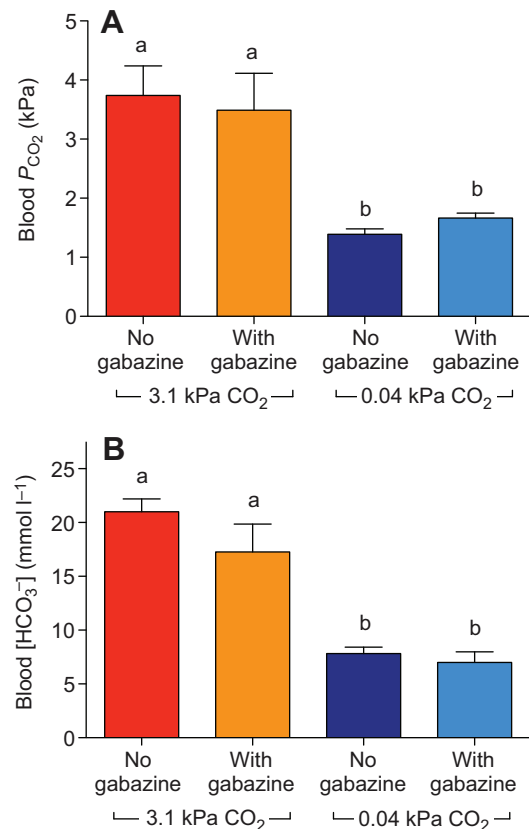 A
Blood PCO2 (kPa)
5
4
3
2
1
0
a
a
b
b
No gabazine
With gabazine
No gabazine
With gabazine
3.1 kPa CO2
0.04 kPa CO2
B
Blood [HCO3−] (mmol l−1)
25
20
15
10
5
0
a
a
b
b
No gabazine
With gabazine
No gabazine
With gabazine
3.1 kPa CO2
0.04 kPa CO2